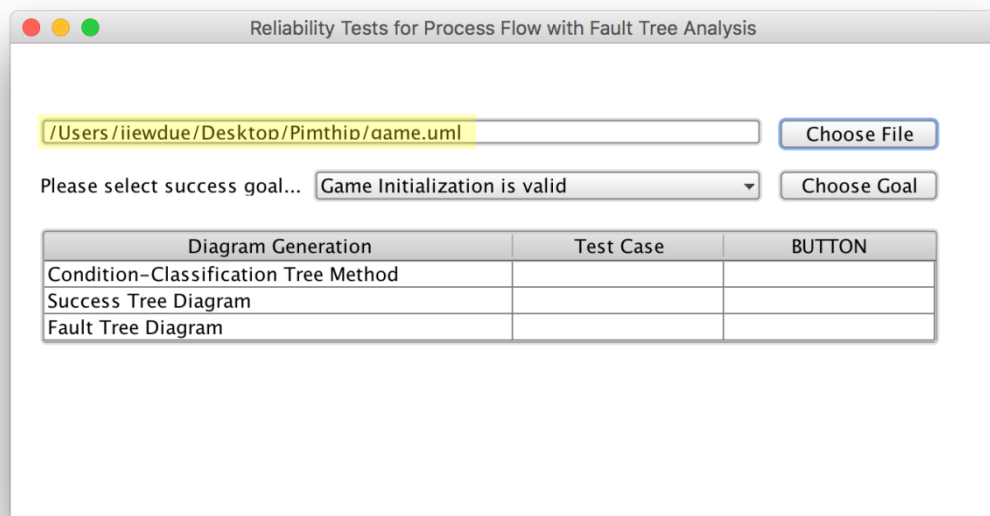 Reliability Tests for Process Flow with Fault Tree Analysis
/Users/jiewdue/Desktop/Pimthip/game.uml
Choose File
Please select success goal... Game Initialization is valid
Choose Goal
Diagram Generation Test Case BUTTON
Condition-Classification Tree Method
Success Tree Diagram
Fault Tree Diagram